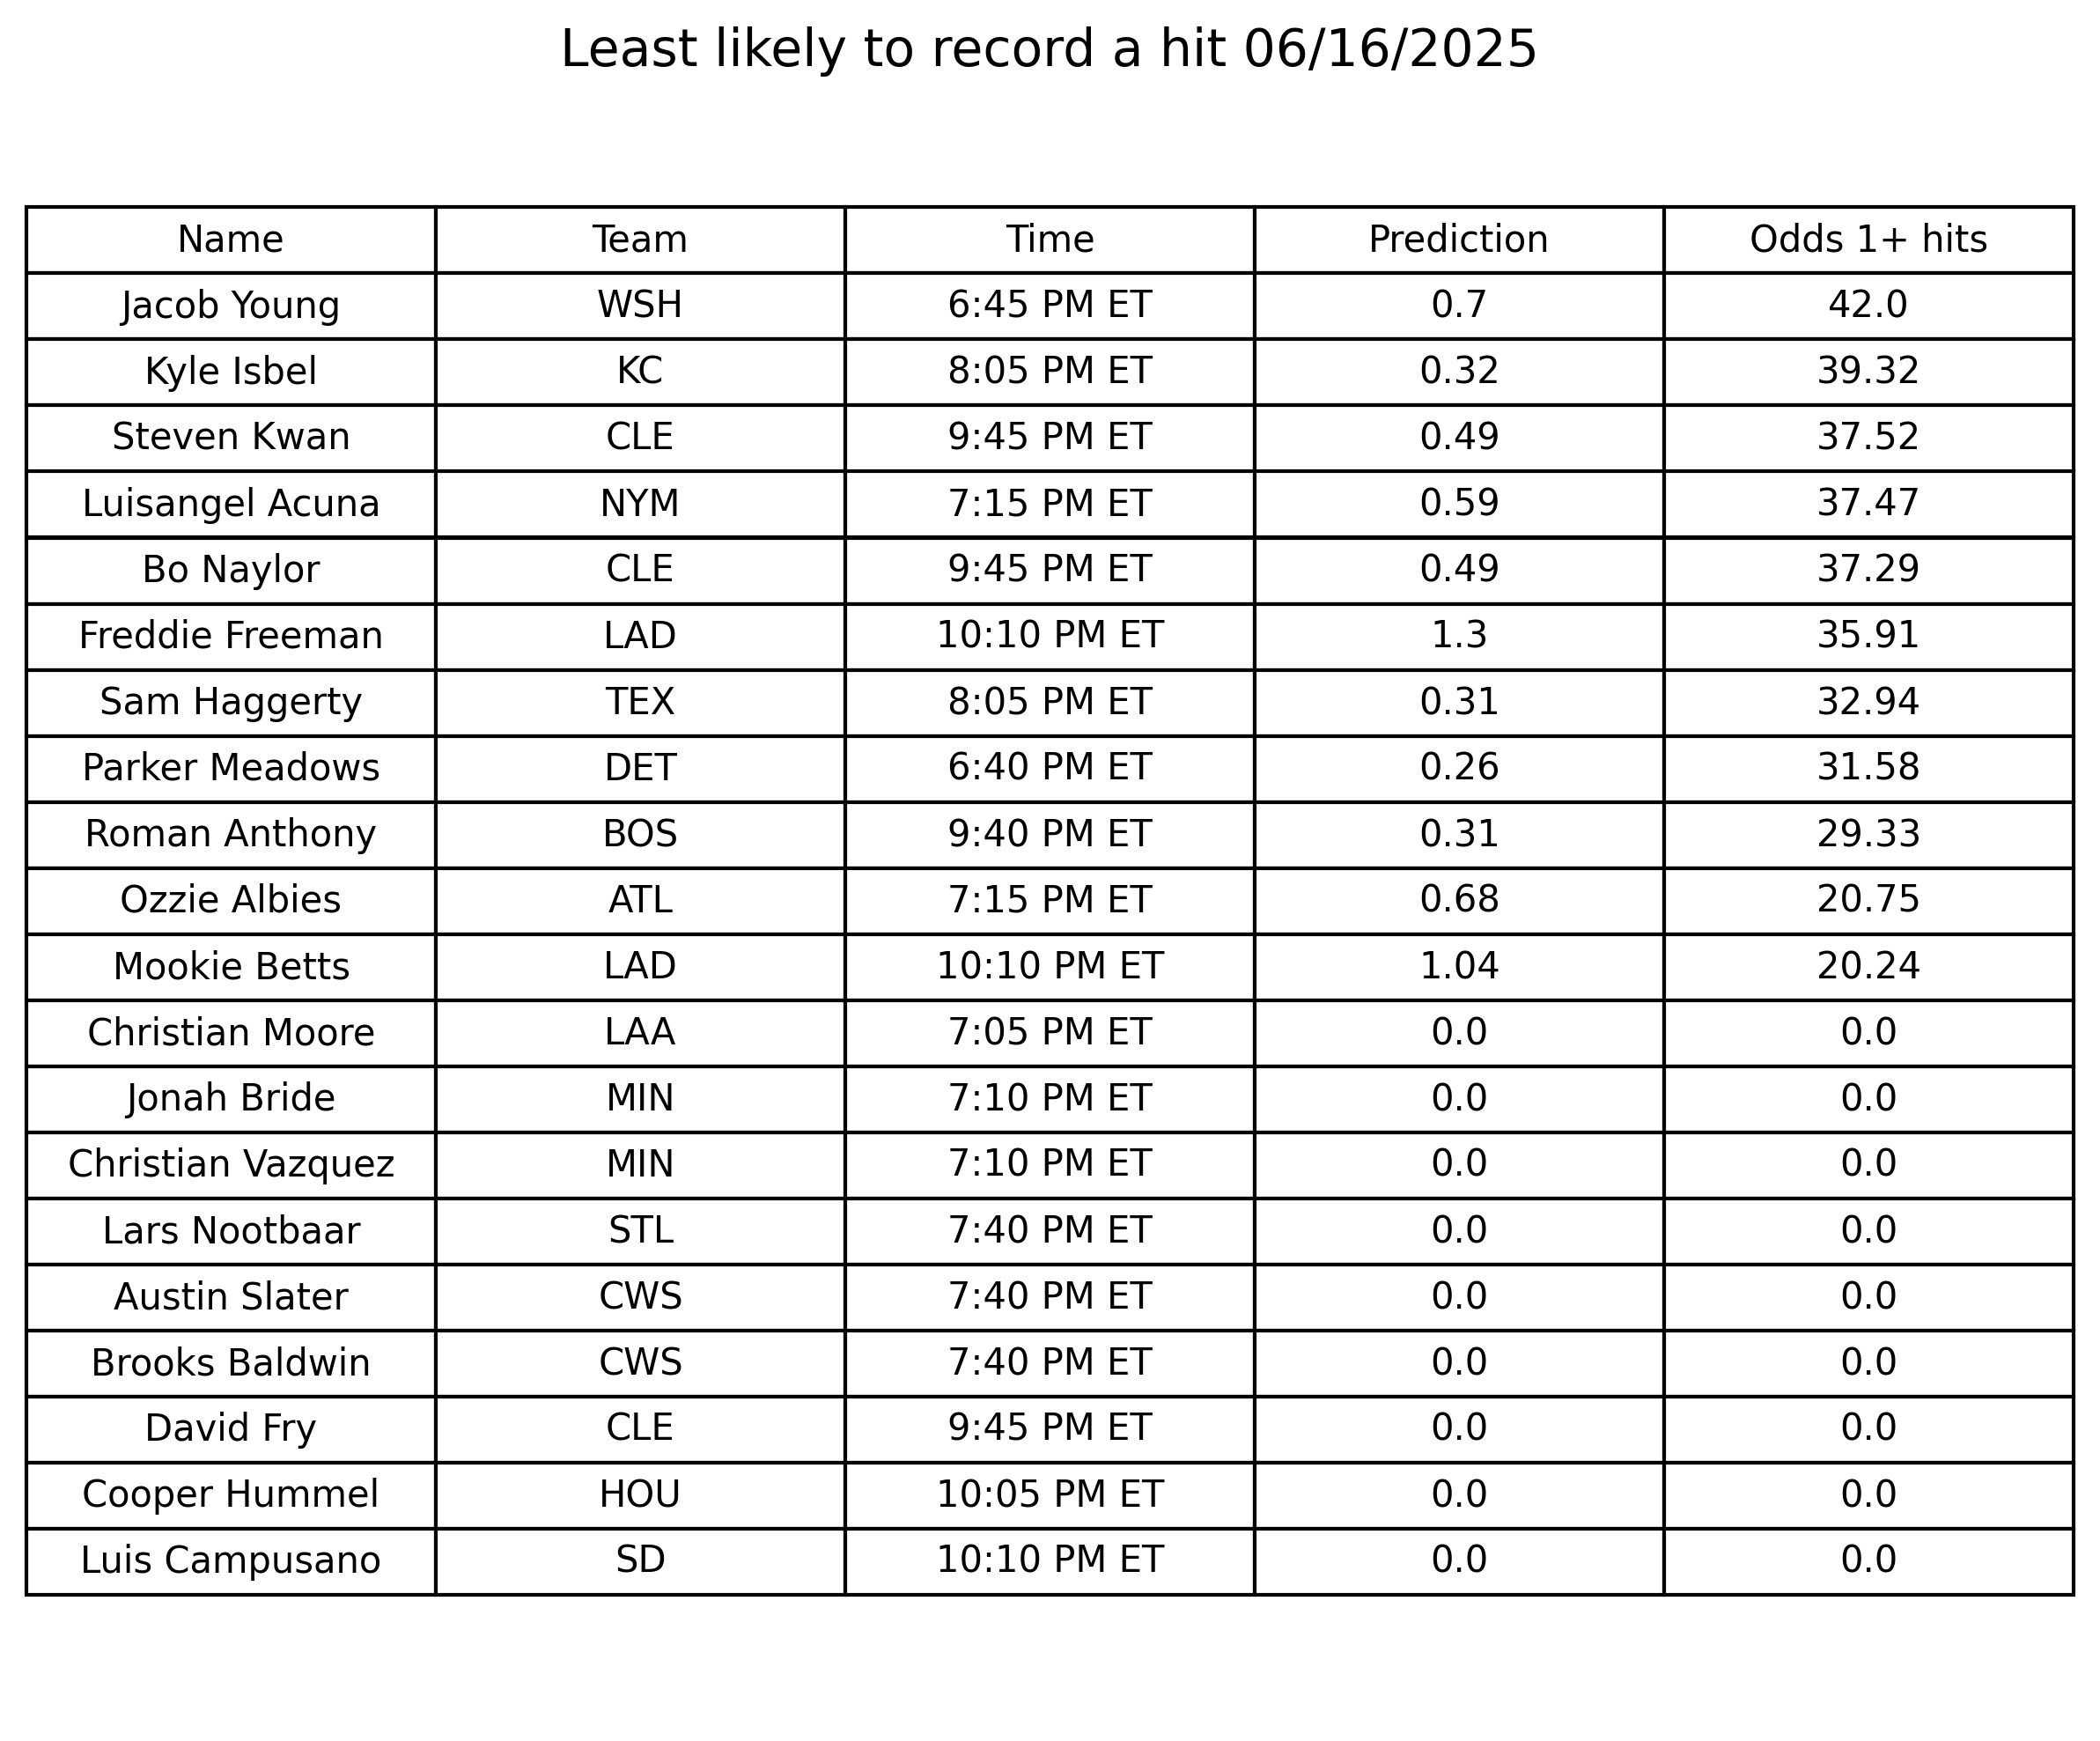 Least likely to record a hit 06/16/2025
Name Team Time Prediction Odds 1+ hits
Jacob Young WSH 6:45 PM ET 0.7 42.0
Kyle Isbel KC 8:05 PM ET 0.32 39.32
Steven Kwan CLE 9:45 PM ET 0.49 37.52
Luisangel Acuna NYM 7:15 PM ET 0.59 37.47
Bo Naylor CLE 9:45 PM ET 0.49 37.29
Freddie Freeman LAD 10:10 PM ET 1.3 35.91
Sam Haggerty TEX 8:05 PM ET 0.31 32.94
Parker Meadows DET 6:40 PM ET 0.26 31.58
Roman Anthony BOS 9:40 PM ET 0.31 29.33
Ozzie Albies ATL 7:15 PM ET 0.68 20.75
Mookie Betts LAD 10:10 PM ET 1.04 20.24
Christian Moore LAA 7:05 PM ET 0.0 0.0
Jonah Bride MIN 7:10 PM ET 0.0 0.0
Christian Vazquez MIN 7:10 PM ET 0.0 0.0
Lars Nootbaar STL 7:40 PM ET 0.0 0.0
Austin Slater CWS 7:40 PM ET 0.0 0.0
Brooks Baldwin CWS 7:40 PM ET 0.0 0.0
David Fry CLE 9:45 PM ET 0.0 0.0
Cooper Hummel HOU 10:05 PM ET 0.0 0.0
Luis Campusano SD 10:10 PM ET 0.0 0.0